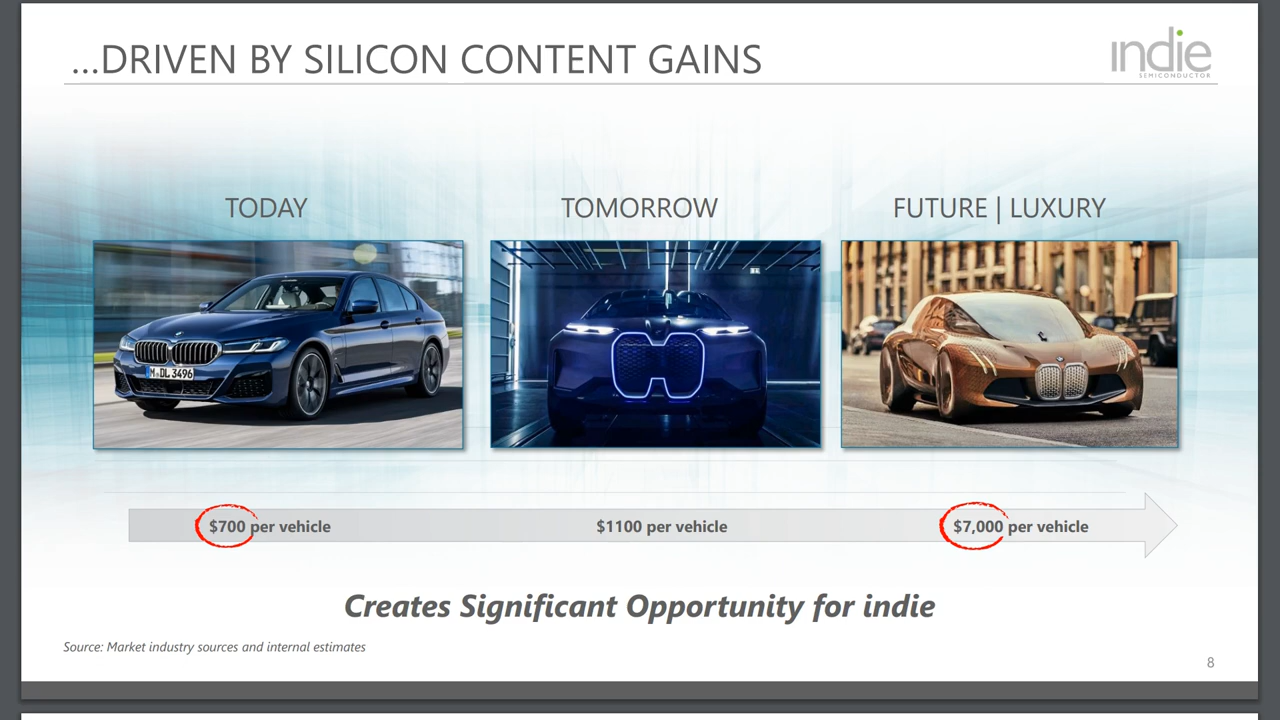 ...DRIVEN BY SILICON CONTENT GAINS
indie
SEMICONDUCTOR
TODAY
TOMORROW
FUTURE | LUXURY
M DL 3496
$700 per vehicle
$1100 per vehicle
$7,000 per vehicle
Creates Significant Opportunity for indie
Source: Market industry sources and internal estimates
8